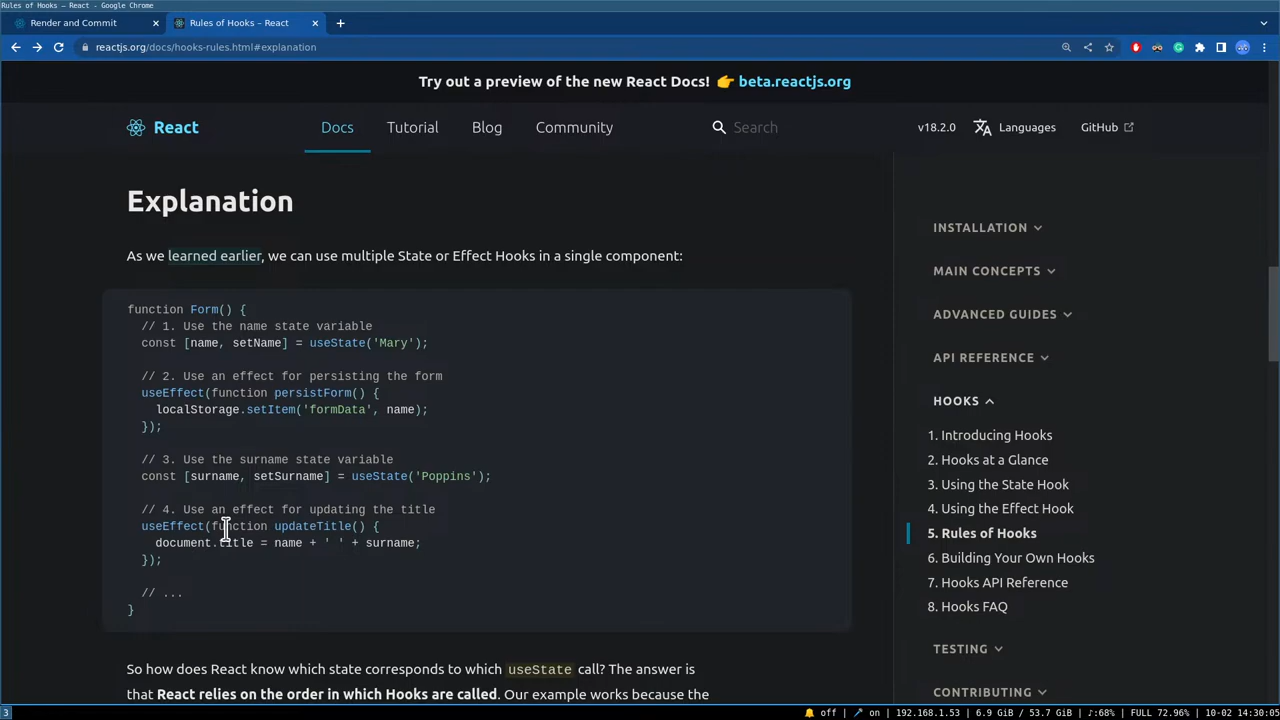 Rules of Hooks – React - Google Chrome
Render and Commit
Rules of Hooks – React
reactjs.org/docs/hooks-rules.html#explanation
Try out a preview of the new React Docs! 👉 beta.reactjs.org
React
Docs
Tutorial
Blog
Community
Search
v18.2.0
Languages
GitHub
Explanation
As we learned earlier, we can use multiple State or Effect Hooks in a single component:
function Form() {
// 1. Use the name state variable
const [name, setName] = useState('Mary');
// 2. Use an effect for persisting the form
useEffect(function persistForm() {
localStorage.setItem('formData', name);
});
// 3. Use the surname state variable
const [surname, setSurname] = useState('Poppins');
// 4. Use an effect for updating the title
useEffect(function updateTitle() {
document.title = name + ' ' + surname;
});
// ...
}
So how does React know which state corresponds to which useState call? The answer is
that React relies on the order in which Hooks are called. Our example works because the
INSTALLATION
MAIN CONCEPTS
ADVANCED GUIDES
API REFERENCE
HOOKS
1. Introducing Hooks
2. Hooks at a Glance
3. Using the State Hook
4. Using the Effect Hook
5. Rules of Hooks
6. Building Your Own Hooks
7. Hooks API Reference
8. Hooks FAQ
TESTING
CONTRIBUTING
3
🔔 off | 🎤 on | 192.168.1.53 | 6.9 GiB / 53.7 GiB | ♪:68% | FULL 72.96% | 10-02 14:30:05